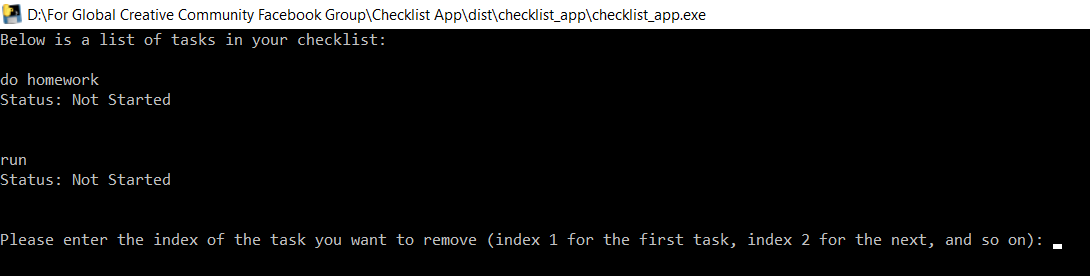 D:\For Global Creative Community Facebook Group\Checklist App\dist\checklist_app\checklist_app.exe
Below is a list of tasks in your checklist:
do homework
Status: Not Started
run
Status: Not Started
Please enter the index of the task you want to remove (index 1 for the first task, index 2 for the next, and so on):